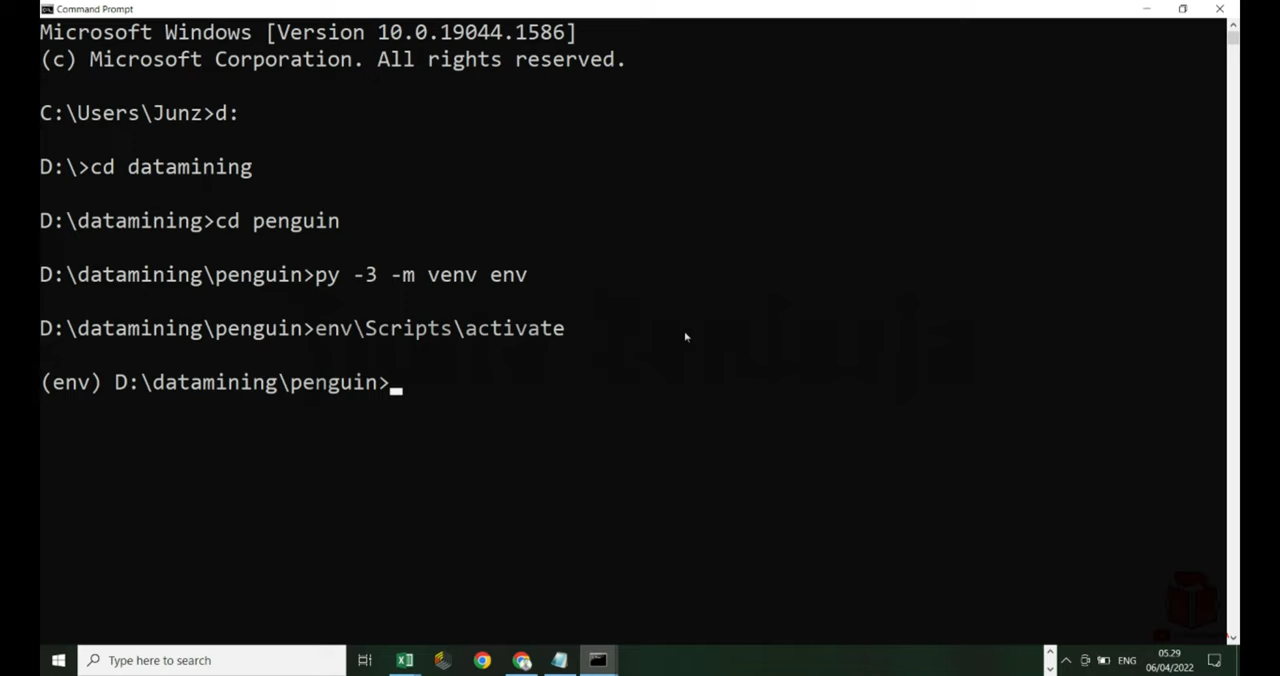 Command Prompt
Microsoft Windows [Version 10.0.19044.1586]
(c) Microsoft Corporation. All rights reserved.
C:\Users\Junz>d:
D:\>cd datamining
D:\datamining>cd penguin
D:\datamining\penguin>py -3 -m venv env
D:\datamining\penguin>env\Scripts\activate
(env) D:\datamining\penguin>
Type here to search
ENG
05.29
06/04/2022